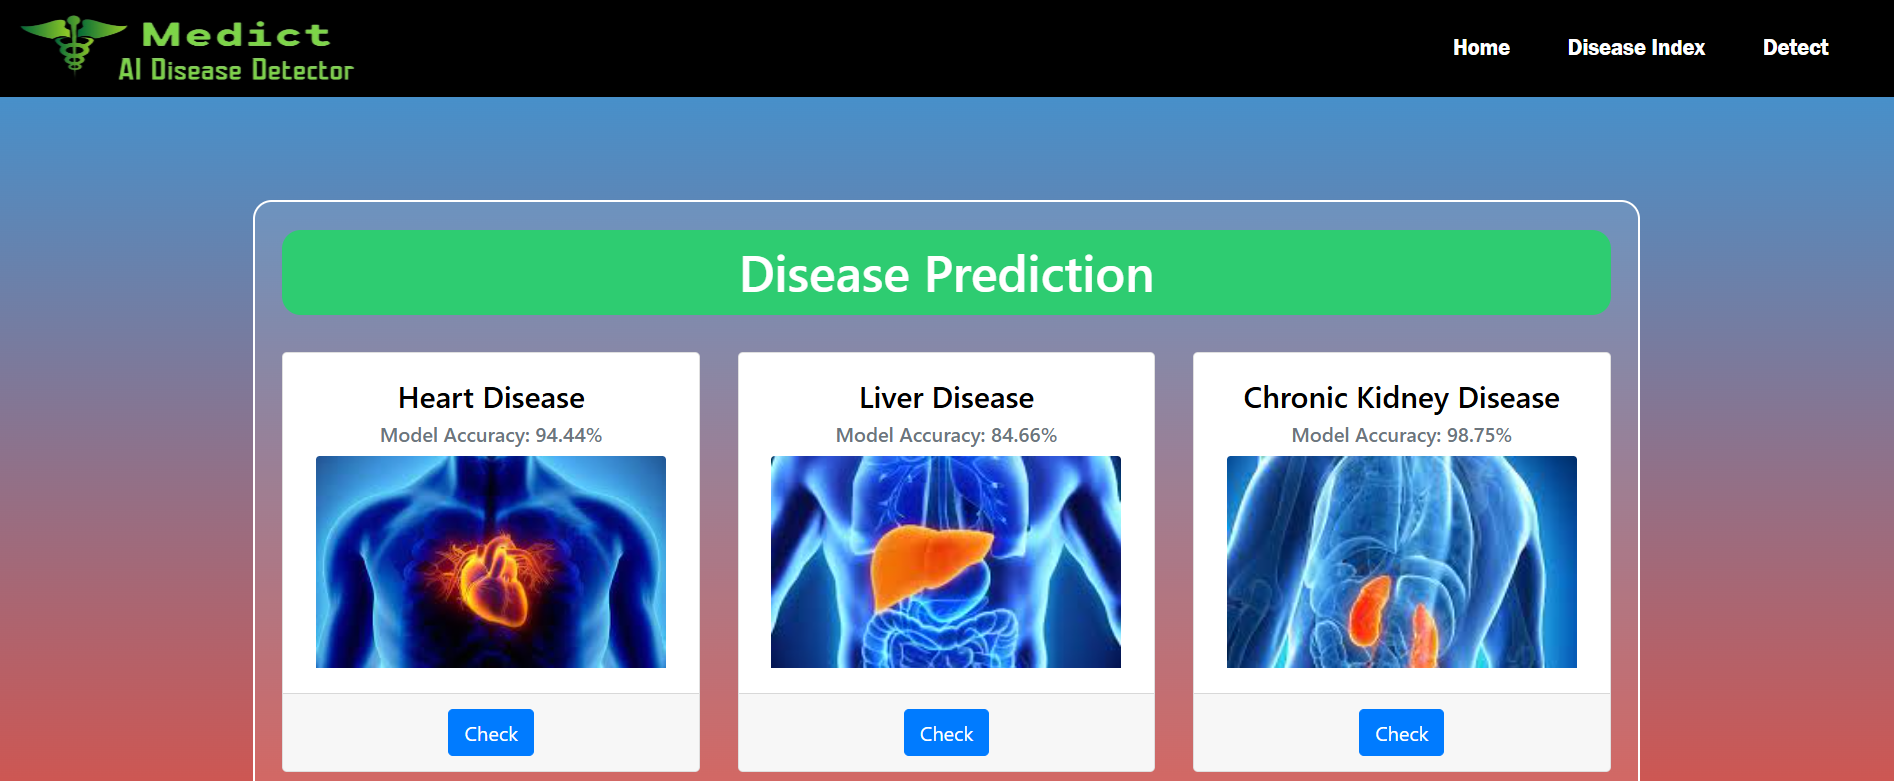 Medict
AI Disease Detector
Home
Disease Index
Detect
Disease Prediction
Heart Disease
Model Accuracy: 94.44%
Check
Liver Disease
Model Accuracy: 84.66%
Check
Chronic Kidney Disease
Model Accuracy: 98.75%
Check